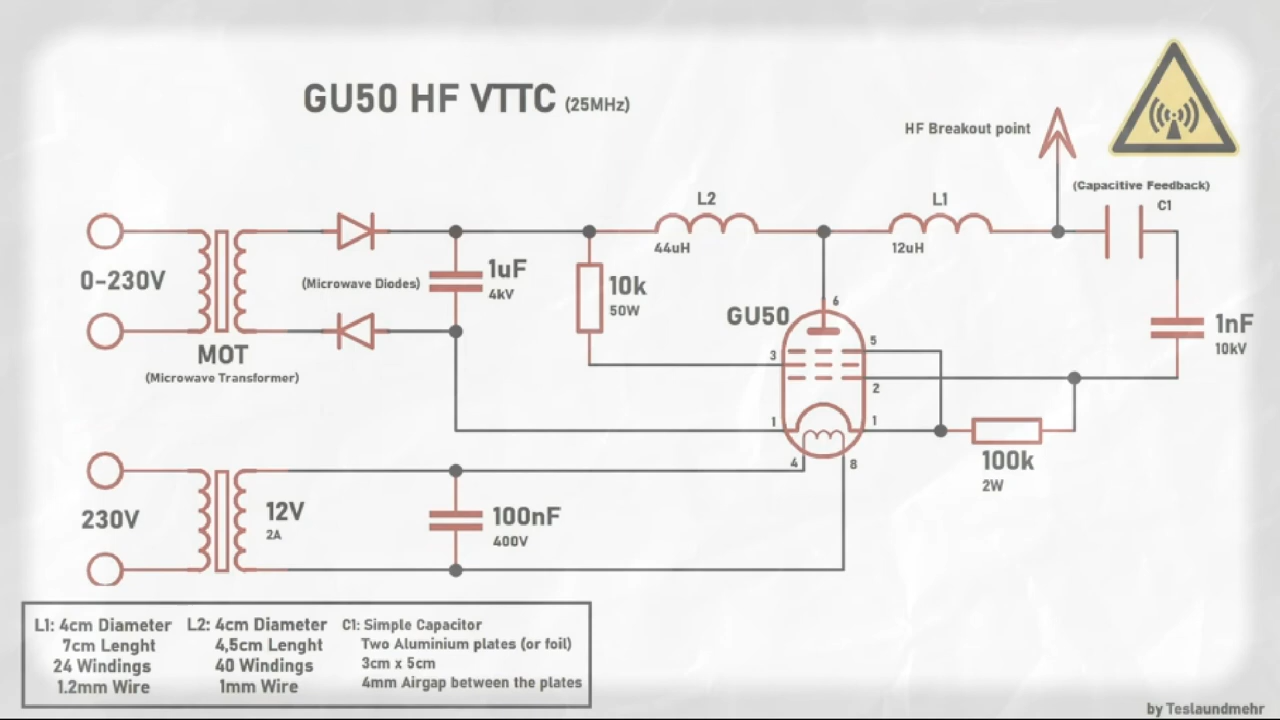 GU50 HF VTTC (25MHz)
HF Breakout point
(Capacitive Feedback)
C1
L2
L1
44uH
12uH
0-230V
(Microwave Diodes)
1uF
4kV
10k
50W
GU50
6
5
3
2
1
1
4
8
1nF
10kV
MOT
(Microwave Transformer)
100k
2W
230V
12V
2A
100nF
400V
L1: 4cm Diameter
7cm Lenght
24 Windings
1.2mm Wire
L2: 4cm Diameter
4,5cm Lenght
40 Windings
1mm Wire
C1: Simple Capacitor
Two Aluminium plates (or foil)
3cm x 5cm
4mm Airgap between the plates
by Teslaundmehr